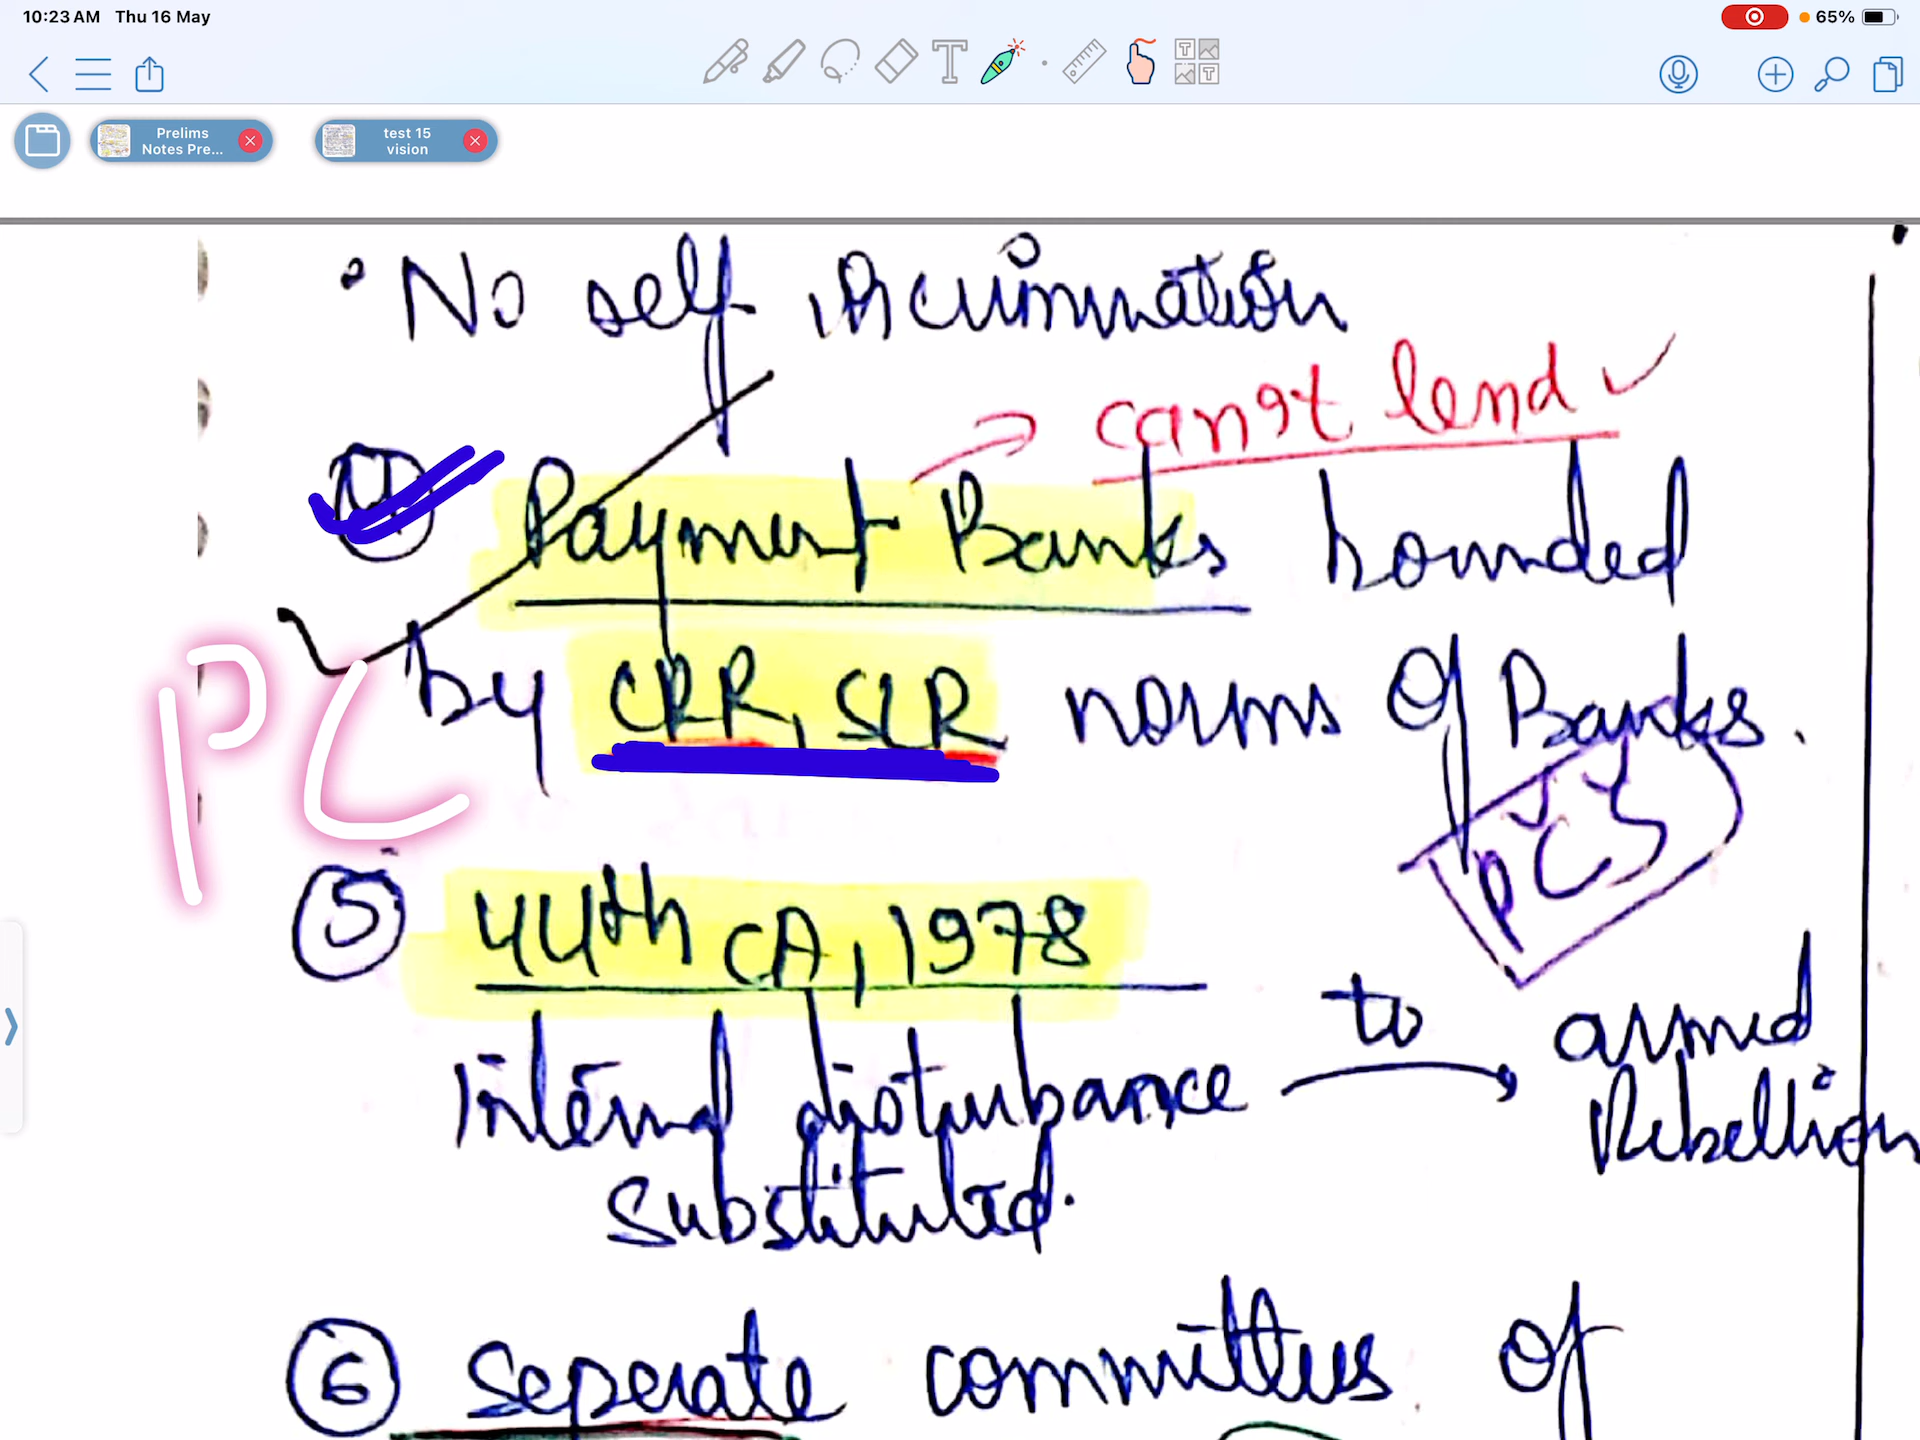 10:23 AM Thu 16 May
65%
Prelims
Notes Pre...
test 15
vision
• No self incrimination
→ can't lend ✓
④ Payment Banks bounded
by CRR, SLR norms of Banks.
PC
PCS
⑤ 44th CA, 1978
Internal disturbance to → armed
Rebellion
substituted.
⑥ Seperate committees of